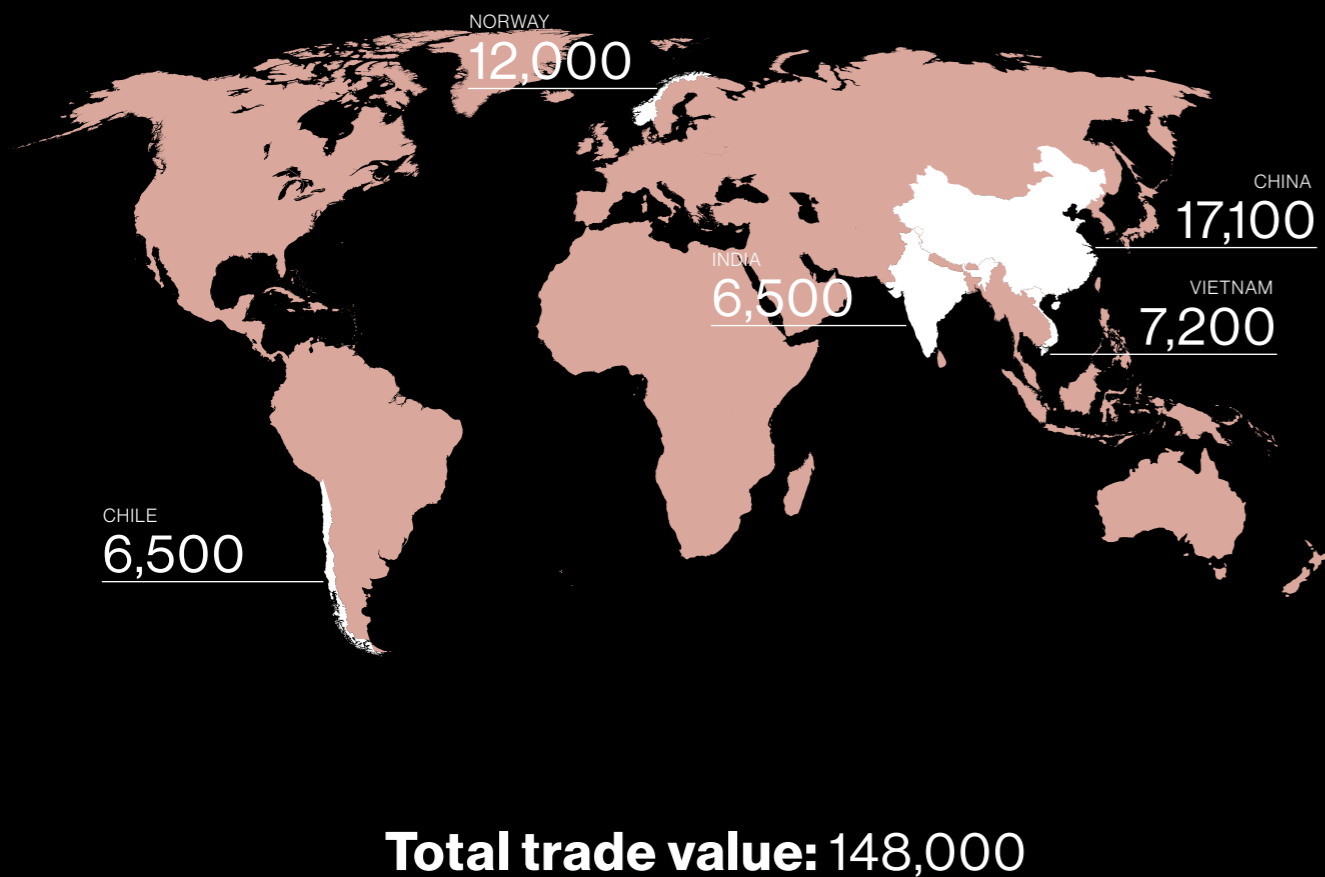 NORWAY
12,000
CHINA
17,100
INDIA
6,500
VIETNAM
7,200
CHILE
6,500
Total trade value: 148,000